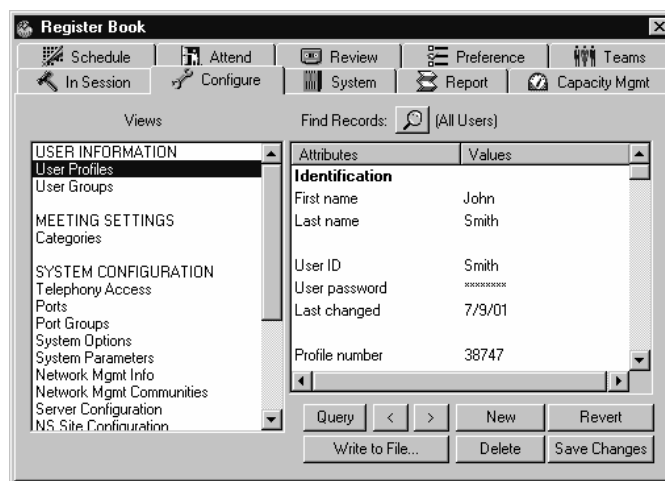 Register Book
Schedule Attend Review Preference Teams
In Session Configure System Report Capacity Mgmt
Views
USER INFORMATION
User Profiles
User Groups
MEETING SETTINGS
Categories
SYSTEM CONFIGURATION
Telephony Access
Ports
Port Groups
System Options
System Parameters
Network Mgmt Info
Network Mgmt Communities
Server Configuration
NS Site Configuration
Find Records: (All Users)
Attributes Values
Identification
First name John
Last name Smith
User ID Smith
User password ********
Last changed 7/9/01
Profile number 38747
Query < > New Revert
Write to File... Delete Save Changes